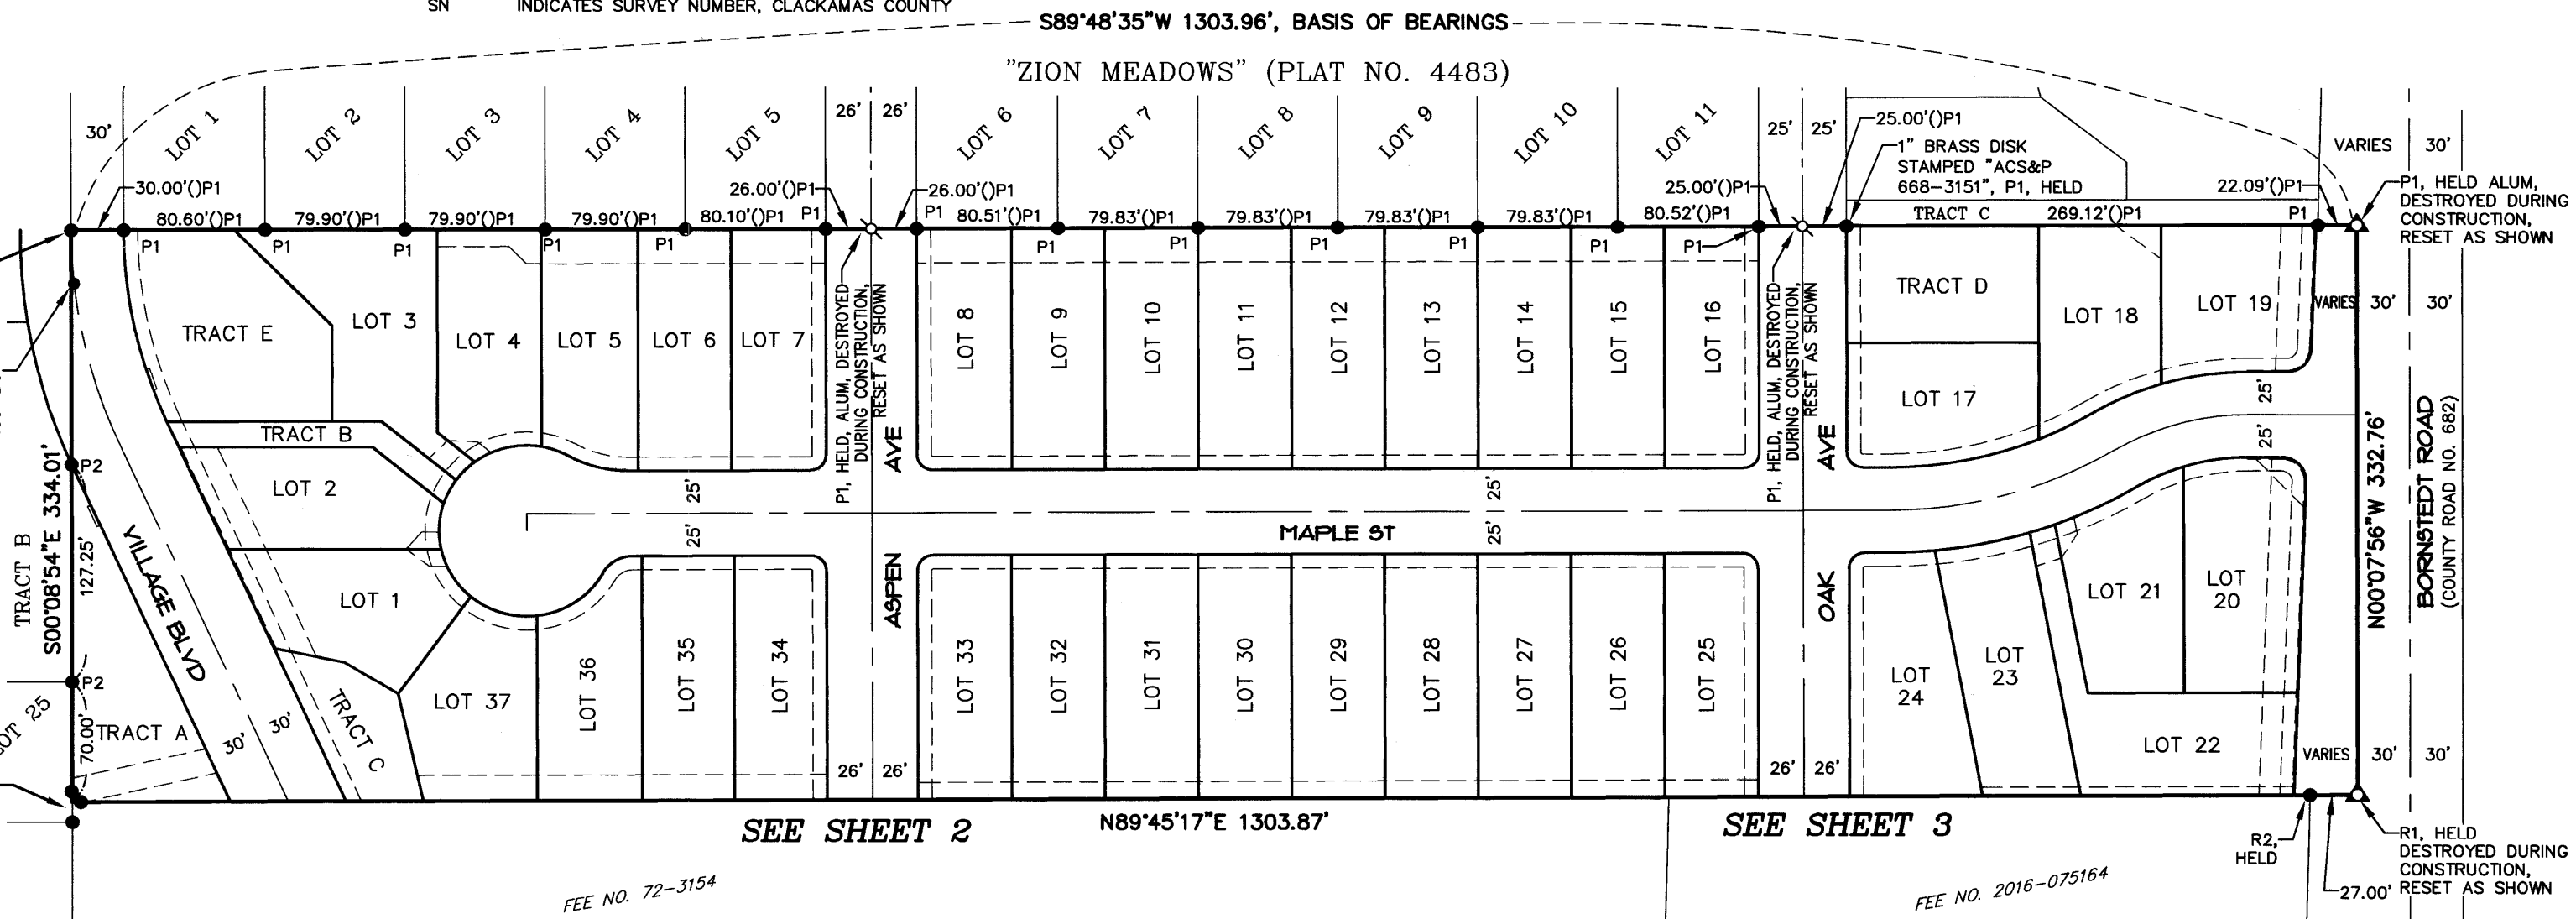 SN INDICATES SURVEY NUMBER, CLACKAMAS COUNTY
S89°48'35"W 1303.96', BASIS OF BEARINGS
"ZION MEADOWS" (PLAT NO. 4483)
30'
LOT 1
LOT 2
LOT 3
LOT 4
LOT 5
26'
26'
LOT 6
LOT 7
LOT 8
LOT 9
LOT 10
LOT 11
25'
25'
25.00'()P1
1" BRASS DISK
STAMPED "ACS&P
668-3151", P1, HELD
VARIES
30'
30.00'()P1
80.60'()P1
79.90'()P1
79.90'()P1
79.90'()P1
80.10'()P1
P1
26.00'()P1
26.00'()P1
P1
80.51'()P1
79.83'()P1
79.83'()P1
79.83'()P1
79.83'()P1
80.52'()P1
25.00'()P1
TRACT C
269.12'()P1
P1
22.09'()P1
P1, HELD ALUM,
DESTROYED DURING
CONSTRUCTION,
RESET AS SHOWN
P1
P1
P1
P1
P1
P1
P1
P1
P1
P1
P1
TRACT E
LOT 3
LOT 4
LOT 5
LOT 6
LOT 7
P1, HELD, ALUM, DESTROYED
DURING CONSTRUCTION,
RESET AS SHOWN
LOT 8
LOT 9
LOT 10
LOT 11
LOT 12
LOT 13
LOT 14
LOT 15
LOT 16
P1, HELD, ALUM, DESTROYED
DURING CONSTRUCTION,
RESET AS SHOWN
TRACT D
LOT 17
LOT 18
LOT 19
VARIES
30'
30'
TRACT B
LOT 2
LOT 1
P2
P2
TRACT B
S00°08'54"E 334.01'
127.25'
70.00'
VILLAGE BLVD
30'
30'
TRACT A
TRACT C
LOT 25
25'
25'
ASPEN AVE
MAPLE ST
25'
25'
OAK AVE
25'
25'
N00°07'56"W 332.76'
BORNSTEDT ROAD
(COUNTY ROAD NO. 682)
LOT 37
LOT 36
LOT 35
LOT 34
26'
26'
LOT 33
LOT 32
LOT 31
LOT 30
LOT 29
LOT 28
LOT 27
LOT 26
LOT 25
26'
26'
LOT
24
LOT
23
LOT 21
LOT
20
LOT 22
VARIES
30'
30'
SEE SHEET 2
N89°45'17"E 1303.87'
SEE SHEET 3
R2,
HELD
27.00'
R1, HELD
DESTROYED DURING
CONSTRUCTION,
RESET AS SHOWN
FEE NO. 72-3154
FEE NO. 2016-075164